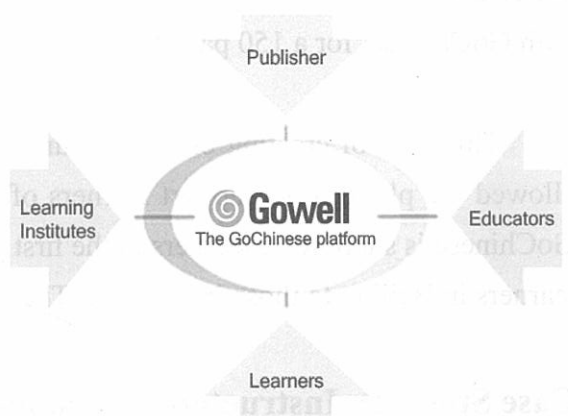 Publisher
Learning
Institutes
Gowell
The GoChinese platform
Educators
Learners